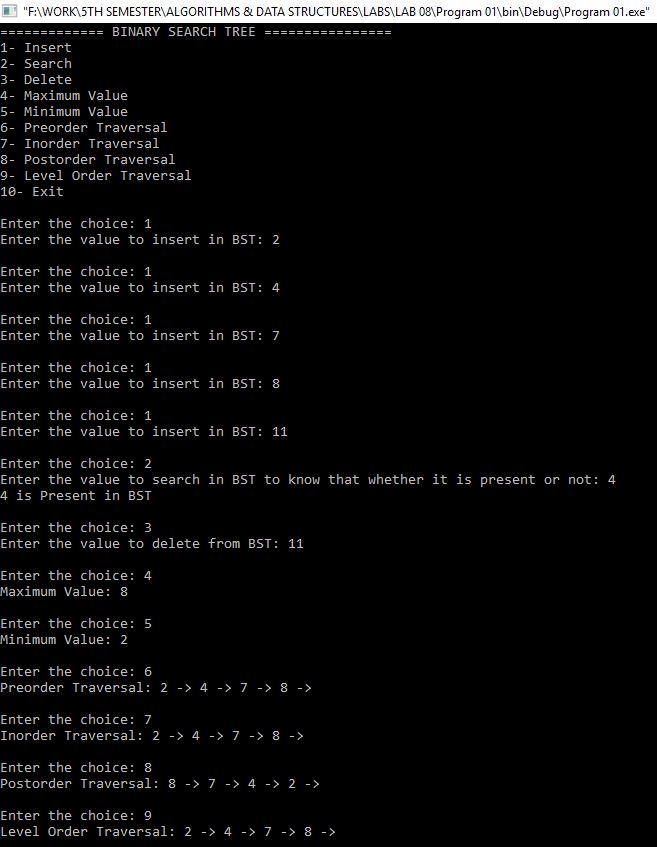 "F:\WORK\5TH SEMESTER\ALGORITHMS & DATA STRUCTURES\LABS\LAB 08\Program 01\bin\Debug\Program 01.exe"
============= BINARY SEARCH TREE ================
1- Insert
2- Search
3- Delete
4- Maximum Value
5- Minimum Value
6- Preorder Traversal
7- Inorder Traversal
8- Postorder Traversal
9- Level Order Traversal
10- Exit
Enter the choice: 1
Enter the value to insert in BST: 2
Enter the choice: 1
Enter the value to insert in BST: 4
Enter the choice: 1
Enter the value to insert in BST: 7
Enter the choice: 1
Enter the value to insert in BST: 8
Enter the choice: 1
Enter the value to insert in BST: 11
Enter the choice: 2
Enter the value to search in BST to know that whether it is present or not: 4
4 is Present in BST
Enter the choice: 3
Enter the value to delete from BST: 11
Enter the choice: 4
Maximum Value: 8
Enter the choice: 5
Minimum Value: 2
Enter the choice: 6
Preorder Traversal: 2 -> 4 -> 7 -> 8 ->
Enter the choice: 7
Inorder Traversal: 2 -> 4 -> 7 -> 8 ->
Enter the choice: 8
Postorder Traversal: 8 -> 7 -> 4 -> 2 ->
Enter the choice: 9
Level Order Traversal: 2 -> 4 -> 7 -> 8 ->